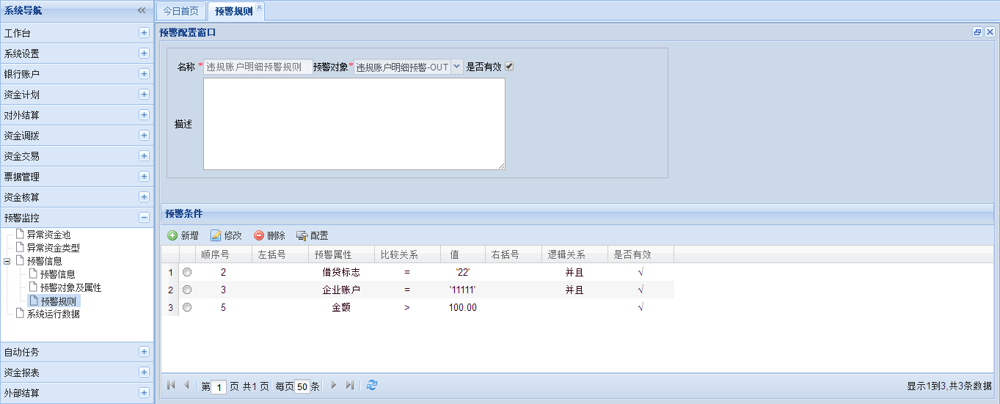 系统导航
工作台
系统设置
银行账户
资金计划
对外结算
资金调拨
资金交易
票据管理
资金核算
预警监控
异常资金池
异常资金类型
预警信息
预警信息
预警对象及属性
预警规则
系统运行数据
自动任务
资金报表
外部结算
今日首页 预警规则
预警配置窗口
名称 * 违规账户明细预警规则 预警对象* 违规账户明细预警-OUT 是否有效
描述
预警条件
新增 修改 删除 配置
顺序号 左括号 预警属性 比较关系 值 右括号 逻辑关系 是否有效
1 2 借贷标志 = '22' 并且 √
2 3 企业账户 = '11111' 并且 √
3 5 金额 > 100.00 √
第 1 页 共1 页 每页 50 条 显示1到3,共3条数据